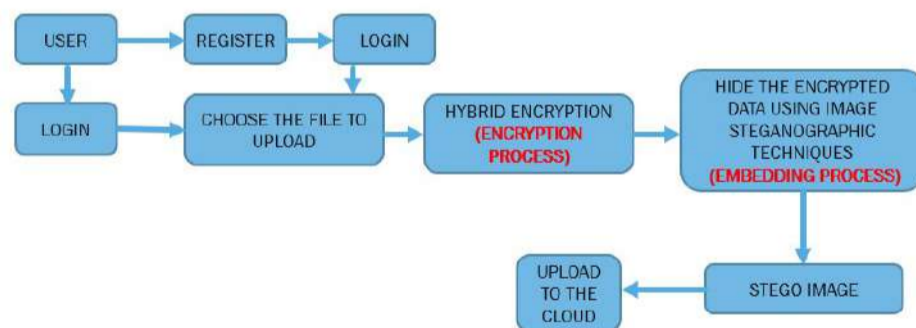 USER
REGISTER
LOGIN
LOGIN
CHOOSE THE FILE TO
UPLOAD
HYBRID ENCRYPTION
(ENCRYPTION
PROCESS)
HIDE THE ENCRYPTED
DATA USING IMAGE
STEGANOGRAPHIC
TECHNIQUES
(EMBEDDING PROCESS)
STEGO IMAGE
UPLOAD
TO THE
CLOUD